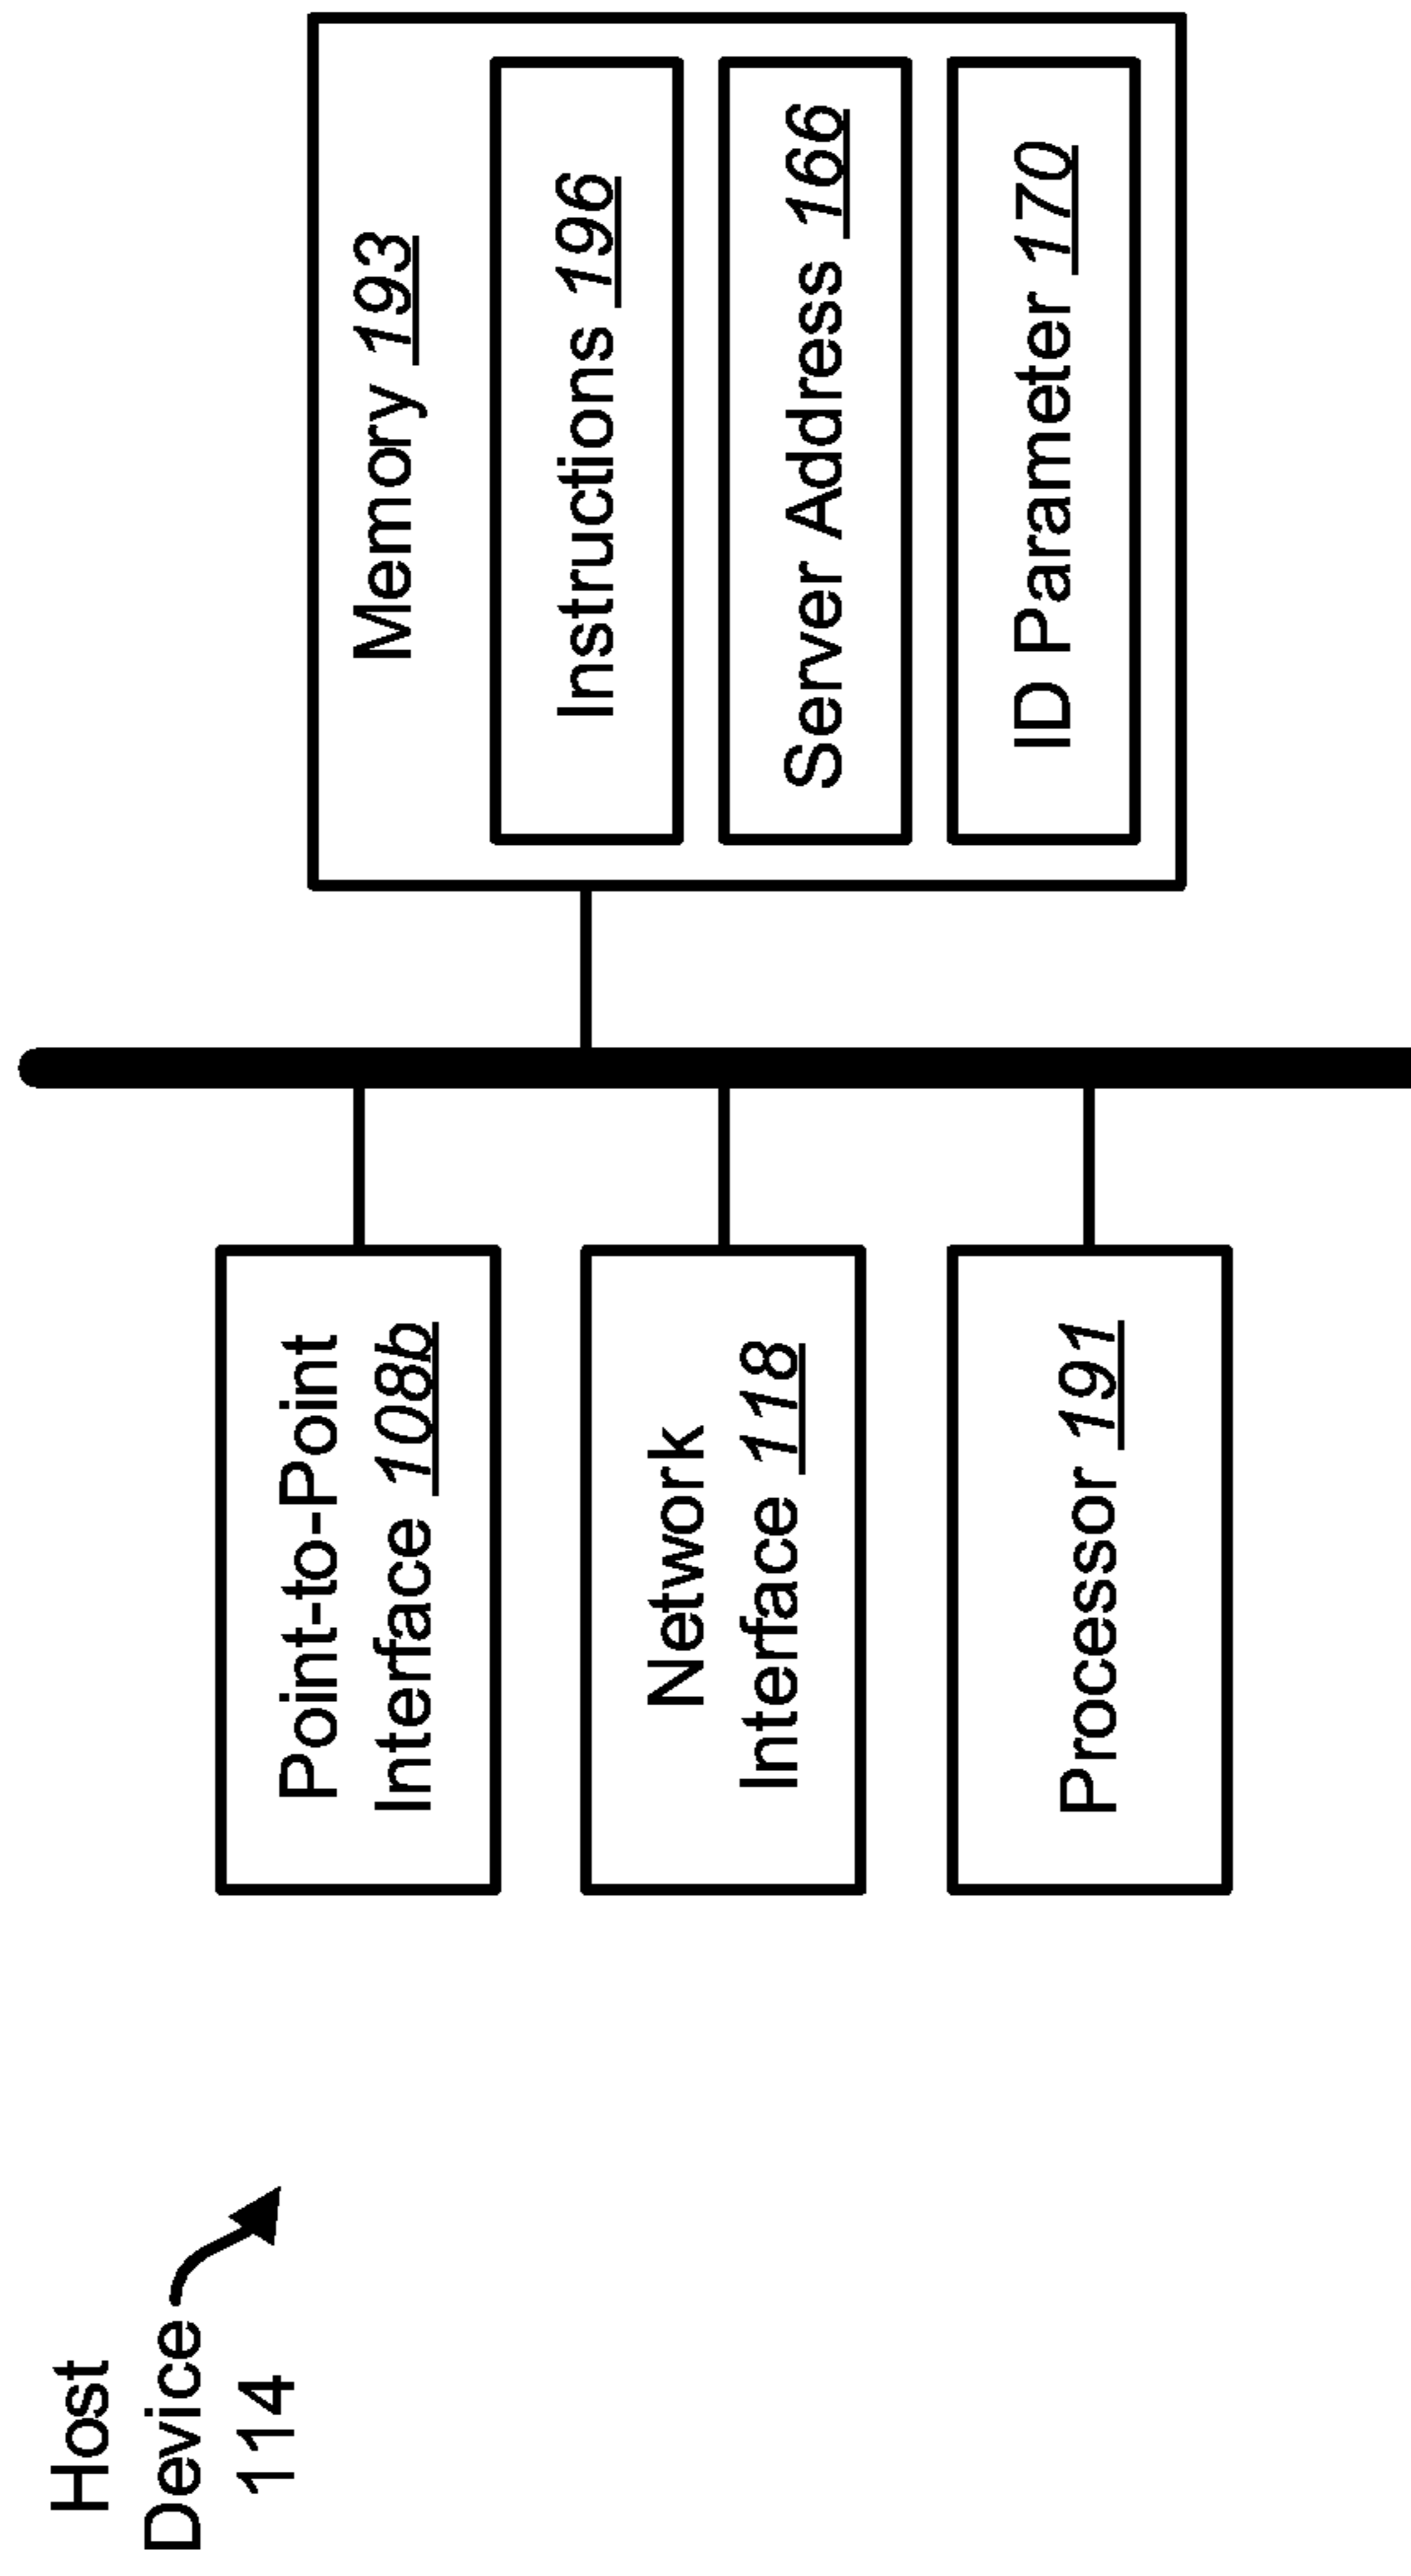 Host
Device
114
Point-to-Point
Interface 108b
Network
Interface 118
Processor 191
Memory 193
Instructions 196
Server Address 166
ID Parameter 170